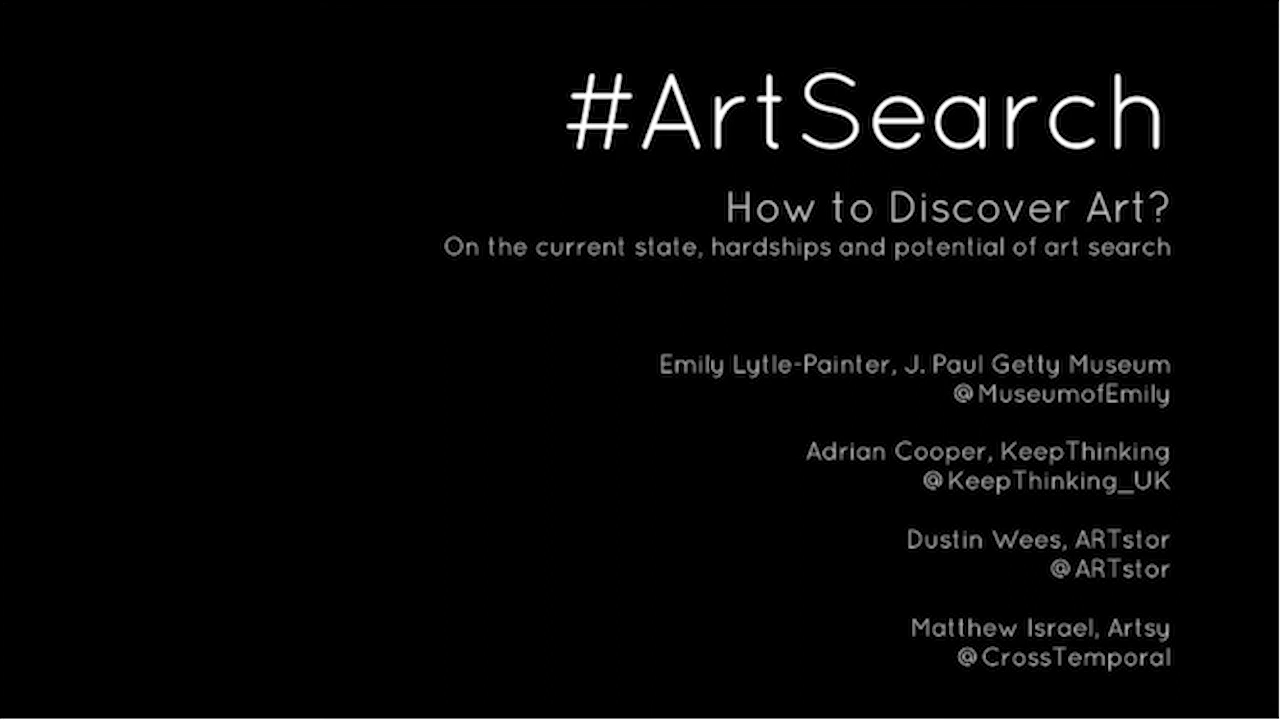 #ArtSearch
How to Discover Art?
On the current state, hardships and potential of art search
Emily Lytle-Painter, J. Paul Getty Museum
@MuseumofEmily
Adrian Cooper, KeepThinking
@KeepThinking_UK
Dustin Wees, ARTstor
@ARTstor
Matthew Israel, Artsy
@CrossTemporal